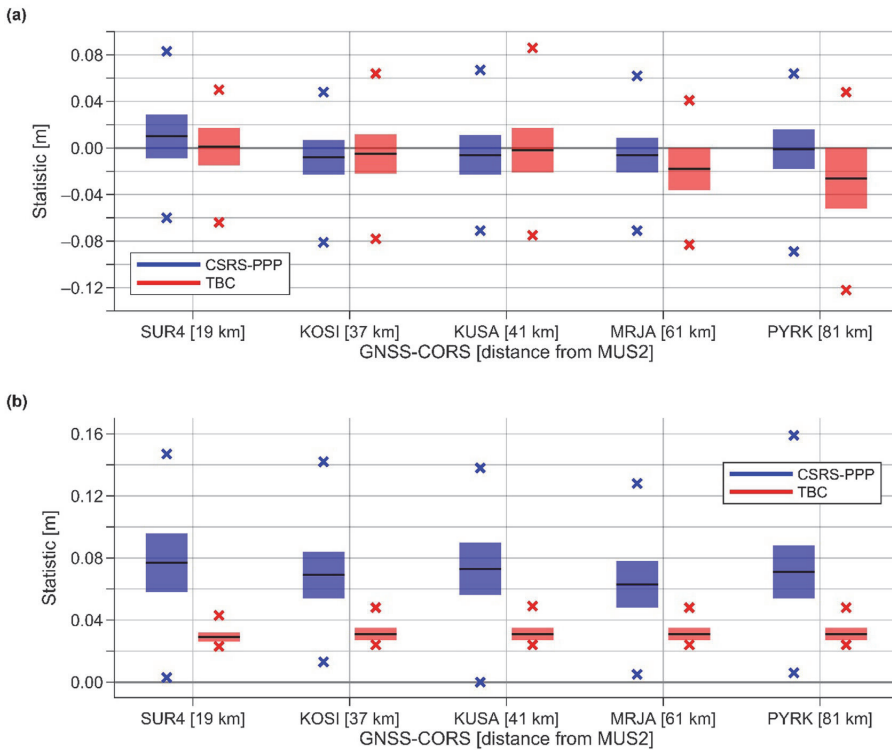 (a)
0.08
0.04
0.00
−0.04
−0.08
−0.12
Statistic [m]
CSRS-PPP
TBC
SUR4 [19 km] KOSI [37 km] KUSA [41 km] MRJA [61 km] PYRK [81 km]
GNSS-CORS [distance from MUS2]
(b)
0.16
0.12
0.08
0.04
0.00
Statistic [m]
CSRS-PPP
TBC
SUR4 [19 km] KOSI [37 km] KUSA [41 km] MRJA [61 km] PYRK [81 km]
GNSS-CORS [distance from MUS2]